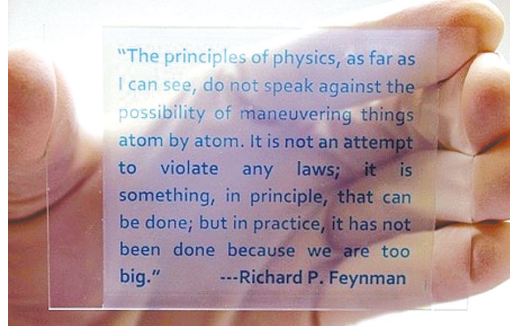 “The principles of physics, as far as
I can see, do not speak against the
possibility of maneuvering things
atom by atom. It is not an attempt
to violate any laws; it is
something, in principle, that can
be done; but in practice, it has not
been done because we are too
big.” ---Richard P. Feynman